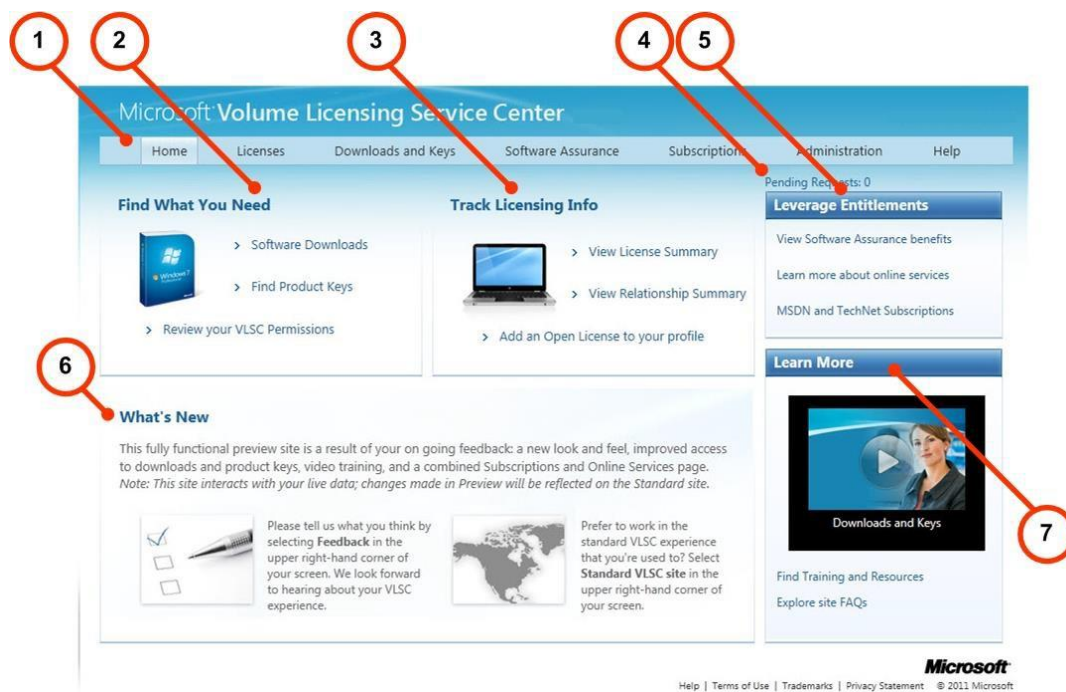 1
2
3
4
5
Microsoft Volume Licensing Service Center
Home
Licenses
Downloads and Keys
Software Assurance
Subscriptions
Administration
Help
Pending Requests: 0
Find What You Need
Windows 7
> Software Downloads
> Find Product Keys
> Review your VLSC Permissions
Track Licensing Info
> View License Summary
> View Relationship Summary
> Add an Open License to your profile
Leverage Entitlements
View Software Assurance benefits
Learn more about online services
MSDN and TechNet Subscriptions
6
What's New
This fully functional preview site is a result of your on going feedback: a new look and feel, improved access
to downloads and product keys, video training, and a combined Subscriptions and Online Services page.
Note: This site interacts with your live data; changes made in Preview will be reflected on the Standard site.
Please tell us what you think by
selecting Feedback in the
upper right-hand corner of
your screen. We look forward
to hearing about your VLSC
experience.
Prefer to work in the
standard VLSC experience
that you're used to? Select
Standard VLSC site in the
upper right-hand corner of
your screen.
Learn More
Downloads and Keys
7
Find Training and Resources
Explore site FAQs
Microsoft
Help | Terms of Use | Trademarks | Privacy Statement © 2011 Microsoft